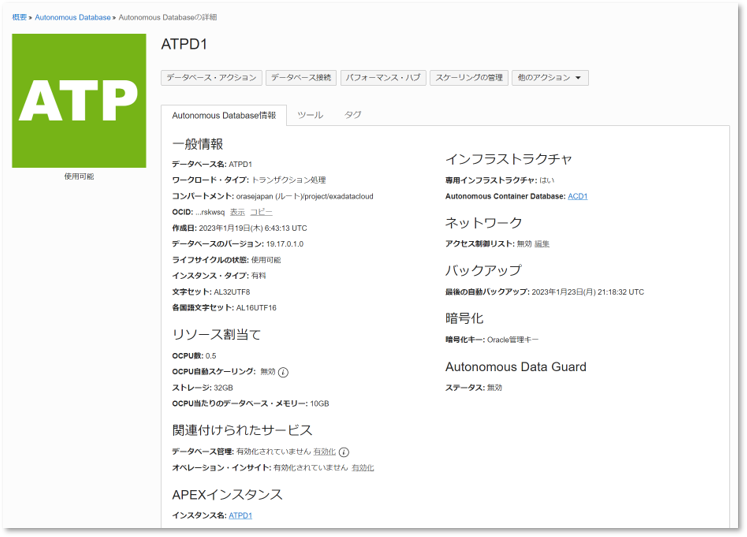 概要 » Autonomous Database » Autonomous Databaseの詳細
ATP
使用可能
ATPD1
データベース・アクション データベース接続 パフォーマンス・ハブ スケーリングの管理 他のアクション
Autonomous Database情報 ツール タグ
一般情報
データベース名: ATPD1
ワークロード・タイプ: トランザクション処理
コンパートメント: orasejapan (ルート)/project/exadatacloud
OCID: ...rskwsq 表示 コピー
作成日: 2023年1月19日(木) 6:43:13 UTC
データベースのバージョン: 19.17.0.1.0
ライフサイクルの状態: 使用可能
インスタンス・タイプ: 有料
文字セット: AL32UTF8
各国語文字セット: AL16UTF16
リソース割当て
OCPU数: 0.5
OCPU自動スケーリング: 無効
ストレージ: 32GB
OCPU当たりのデータベース・メモリー: 10GB
関連付けられたサービス
データベース管理: 有効化されていません 有効化
オペレーション・インサイト: 有効化されていません 有効化
APEXインスタンス
インスタンス名: ATPD1
インフラストラクチャ
専用インフラストラクチャ: はい
Autonomous Container Database: ACD1
ネットワーク
アクセス制御リスト: 無効 編集
バックアップ
最後の自動バックアップ: 2023年1月23日(月) 21:18:32 UTC
暗号化
暗号化キー: Oracle管理キー
Autonomous Data Guard
ステータス: 無効